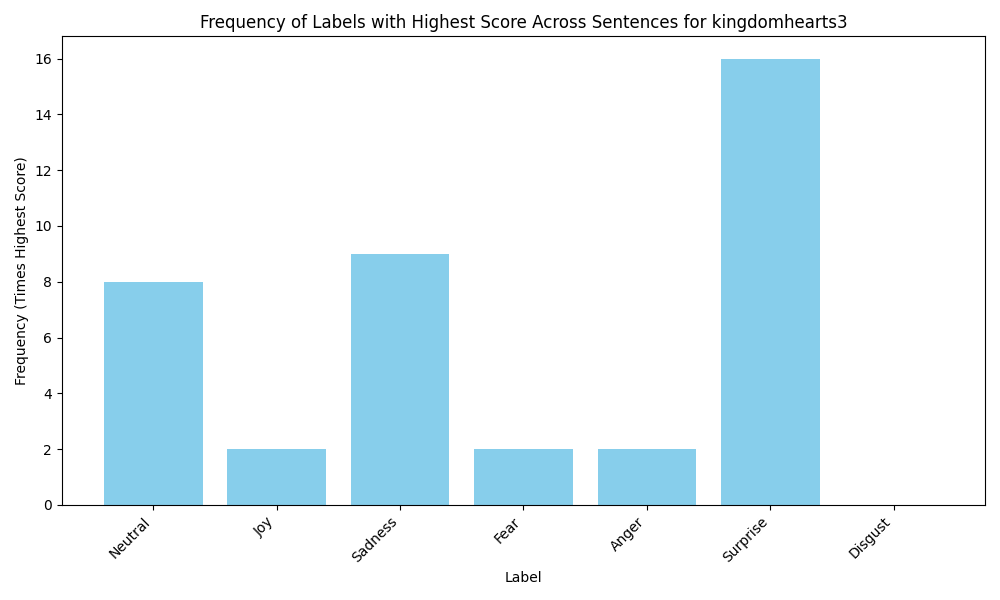 Frequency of Labels with Highest Score Across Sentences for kingdomhearts3
Frequency (Times Highest Score)
16
14
12
10
8
6
4
2
0
Neutral
Joy
Sadness
Fear
Anger
Surprise
Disgust
Label